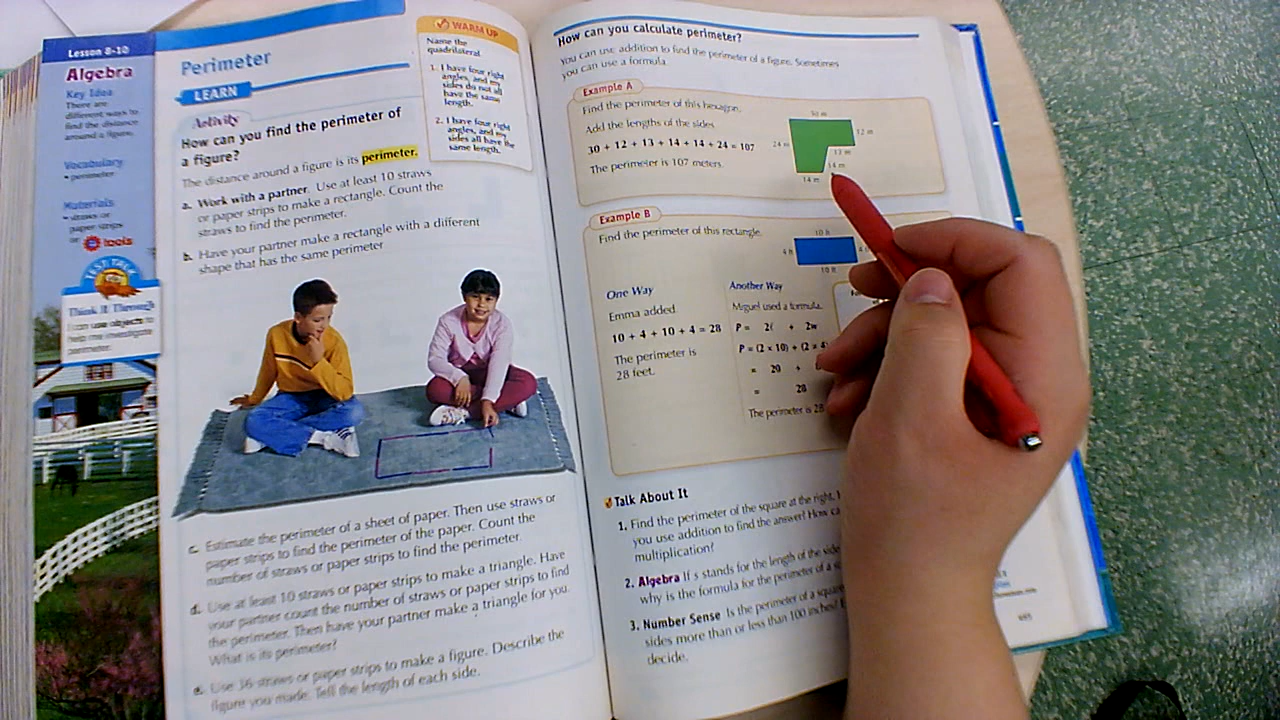 Lesson 8-10
Algebra
Key Idea
There are
different ways to
find the distance
around a figure.
Vocabulary
• perimeter
Materials
• straws or
paper strips
or tools
TEST TALK
Think It Through
I can use objects to
help me investigate
perimeter.
Perimeter
LEARN
Activity
How can you find the perimeter of
a figure?
The distance around a figure is its perimeter.
a. Work with a partner. Use at least 10 straws
or paper strips to make a rectangle. Count the
straws to find the perimeter.
b. Have your partner make a rectangle with a different
shape that has the same perimeter
WARM UP
Name the
quadrilateral.
1. I have four right
angles, and my
sides do not all
have the same
length.
2. I have four right
angles, and my
sides all have the
same length.
c. Estimate the perimeter of a sheet of paper. Then use straws or
paper strips to find the perimeter of the paper. Count the
number of straws or paper strips to find the perimeter.
d. Use at least 10 straws or paper strips to make a triangle. Have
your partner count the number of straws or paper strips to find
the perimeter. Then have your partner make a triangle for you.
What is its perimeter?
e. Use 36 straws or paper strips to make a figure. Describe the
figure you made. Tell the length of each side.
How can you calculate perimeter?
You can use addition to find the perimeter of a figure. Sometimes
you can use a formula.
Example A
Find the perimeter of this hexagon.
Add the lengths of the sides.
30 + 12 + 13 + 14 + 14 + 24 = 107
The perimeter is 107 meters.
30 m
12 m
24 m
13 m
14 m
14 m
Example B
Find the perimeter of this rectangle.
10 ft
4 ft
10 ft
One Way
Emma added.
10 + 4 + 10 + 4 = 28
The perimeter is
28 feet.
Another Way
Miguel used a formula.
P = 2ℓ + 2w
P = (2 × 10) + (2 × 4
= 20 +
= 28
The perimeter is 28
Talk About It
1. Find the perimeter of the square at the right.
you use addition to find the answer? How
multiplication?
2. Algebra If s stands for the length of the side
why is the formula for the perimeter of a
3. Number Sense Is the perimeter of a square
sides more than or less than 100 inches?
decide.